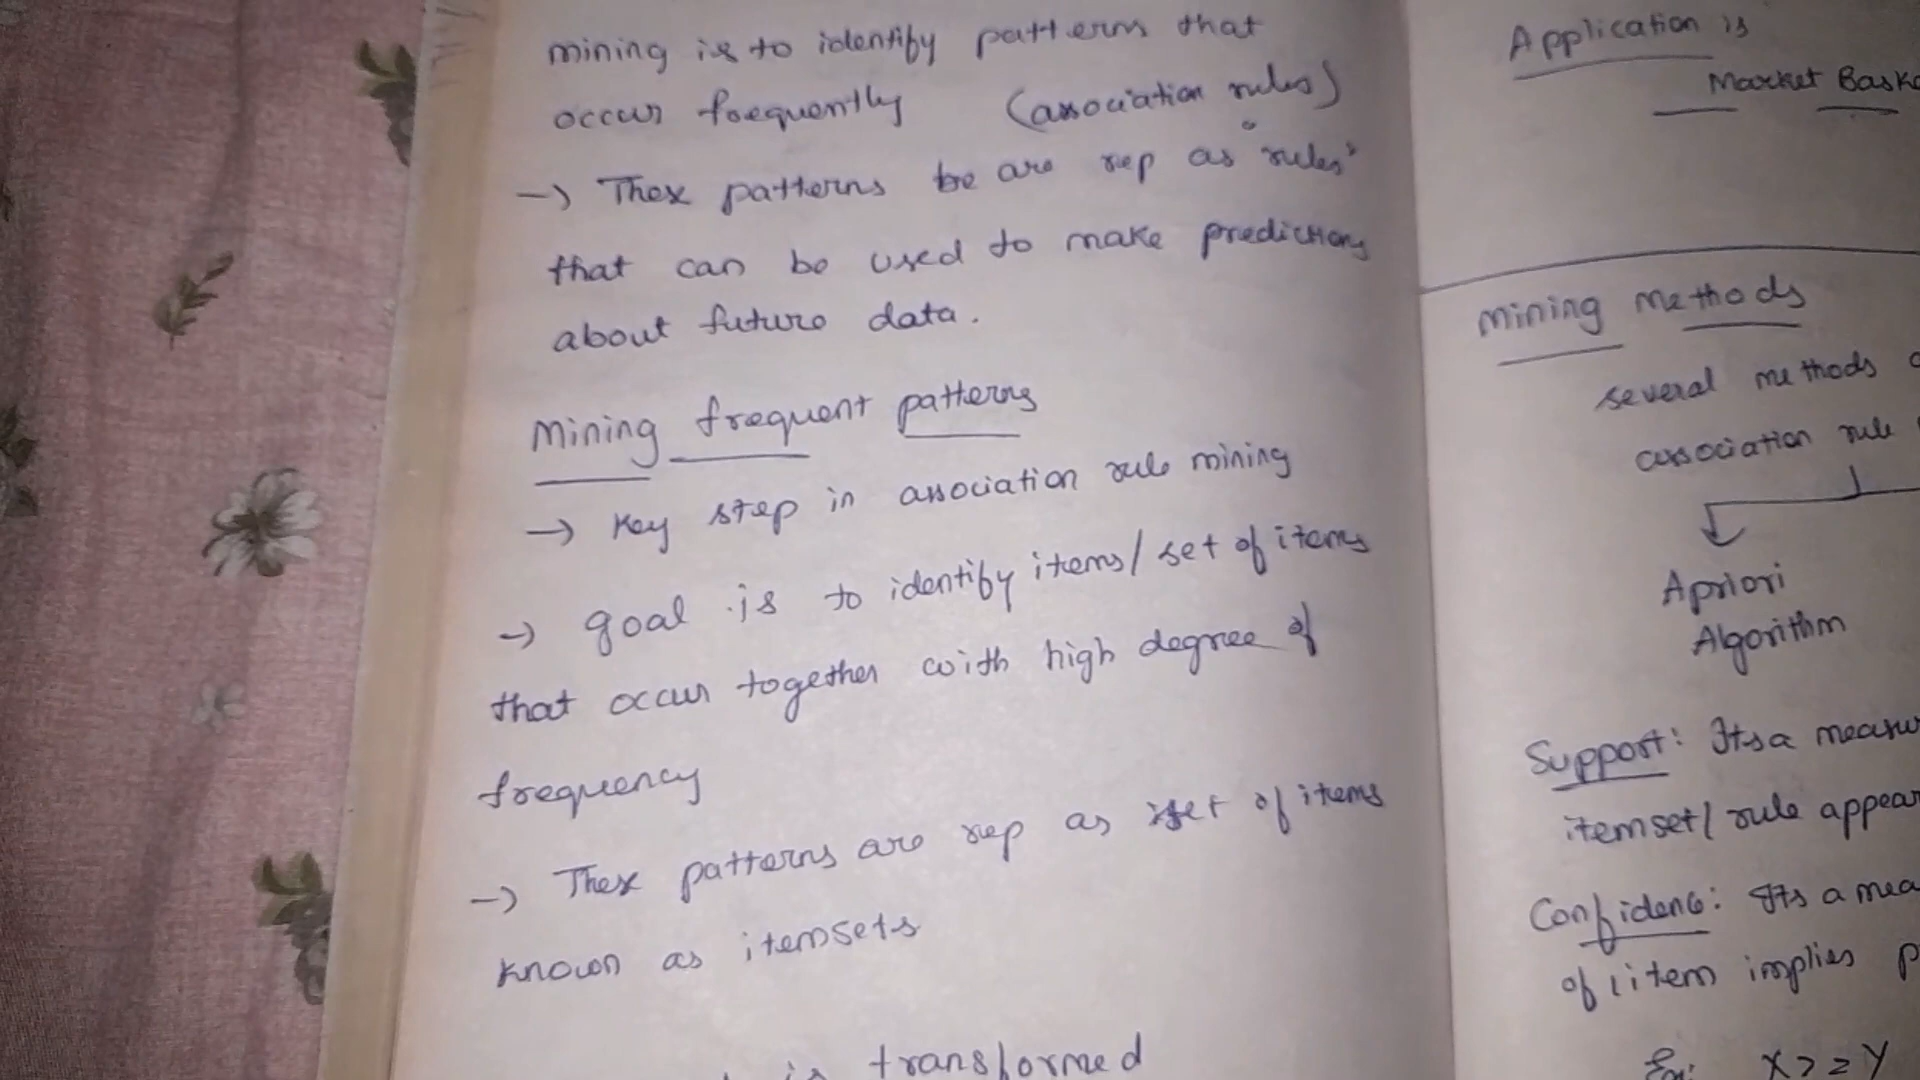 mining is to identify patterns that
occurs frequently (association rules)
-> These patterns are rep as "rules"
that can be used to make predictions
about future data.
Mining frequent patterns
-> Key step in association rule mining
-> goal is to identify items/ set of items
that occur together with high degree of
frequency
-> These patterns are rep as set of items
known as itemsets
is transformed
Application is
Market Bask
Mining Methods
several methods
association rule
Apriori
Algorithm
Support: Its a measu
itemset/ rule appear
Confidence: Its a mea
of 1 item implies p
Ex: X>=Y